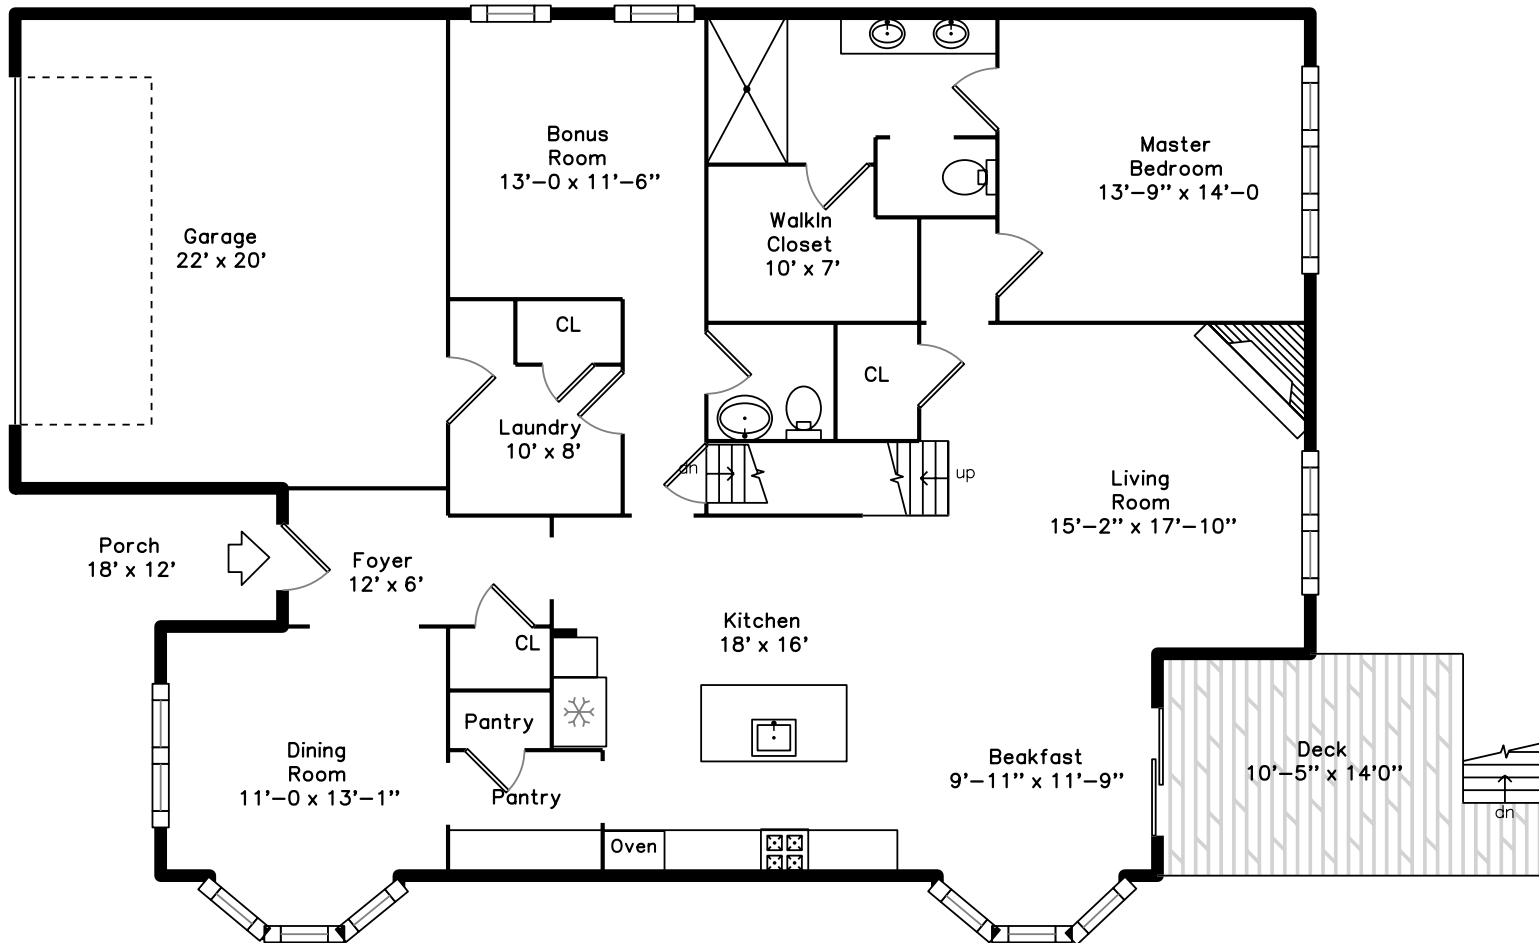 Bonus
Room
13'-0 x 11'-6"
Master
Bedroom
13'-9" x 14'-0
Garage
22' x 20'
WalkIn
Closet
10' x 7'
CL
CL
Laundry
10' x 8'
dn
up
Living
Room
15'-2" x 17'-10"
Porch
18' x 12'
Foyer
12' x 6'
Kitchen
18' x 16'
CL
Pantry
Dining
Room
11'-0 x 13'-1"
Pantry
Beakfast
9'-11" x 11'-9"
Deck
10'-5" x 14'0"
dn
Oven